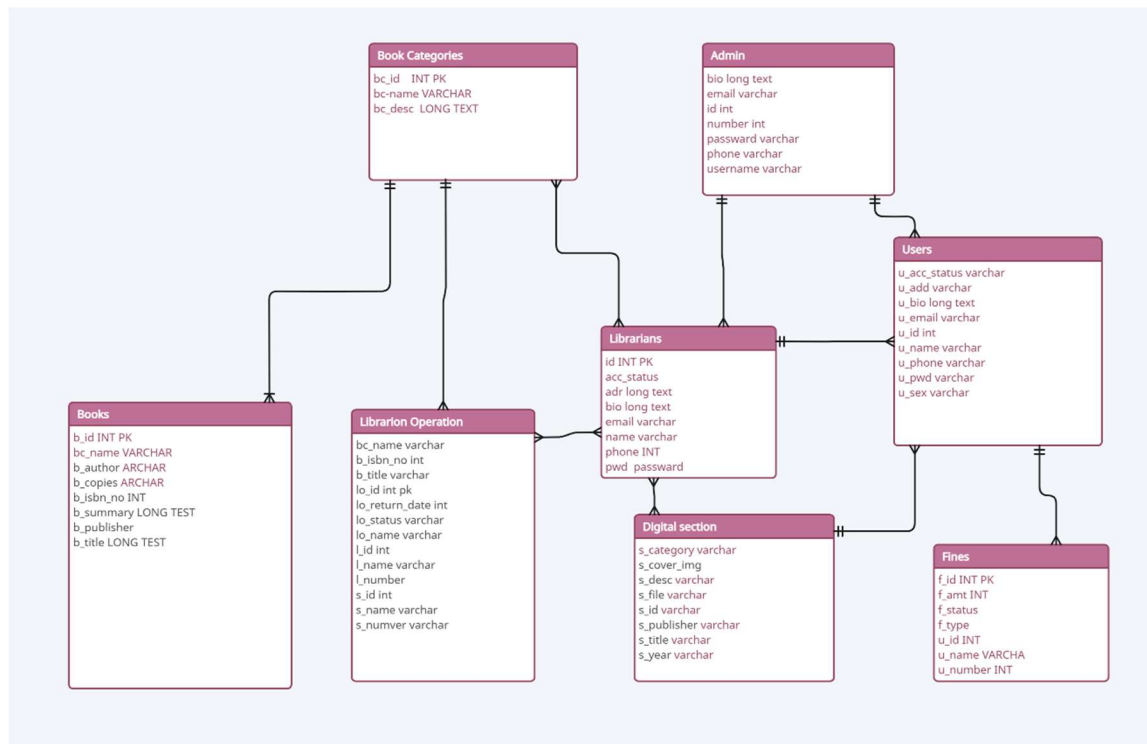 Book Categories
bc_id INT PK
bc-name VARCHAR
bc_desc LONG TEXT
Admin
bio long text
email varchar
id int
number int
passward varchar
phone varchar
username varchar
Users
u_acc_status varchar
u_add varchar
u_bio long text
u_email varchar
u_id int
u_name varchar
u_phone varchar
u_pwd varchar
u_sex varchar
Librarians
id INT PK
acc_status
adr long text
bio long text
email varchar
name varchar
phone INT
pwd password
Books
b_id INT PK
bc_name VARCHAR
b_author ARCHAR
b_copies ARCHAR
b_isbn_no INT
b_summary LONG TEST
b_publisher
b_title LONG TEST
Librarion Operation
bc_name varchar
b_isbn_no int
b_title varchar
lo_id int pk
lo_return_date int
lo_status varchar
lo_name varchar
l_id int
l_name varchar
l_number
s_id int
s_name varchar
s_numver varchar
Digital section
s_category varchar
s_cover_img
s_desc varchar
s_file varchar
s_id varchar
s_publisher varchar
s_title varchar
s_year varchar
Fines
f_id INT PK
f_amt INT
f_status
f_type
u_id INT
u_name VARCHA
u_number INT